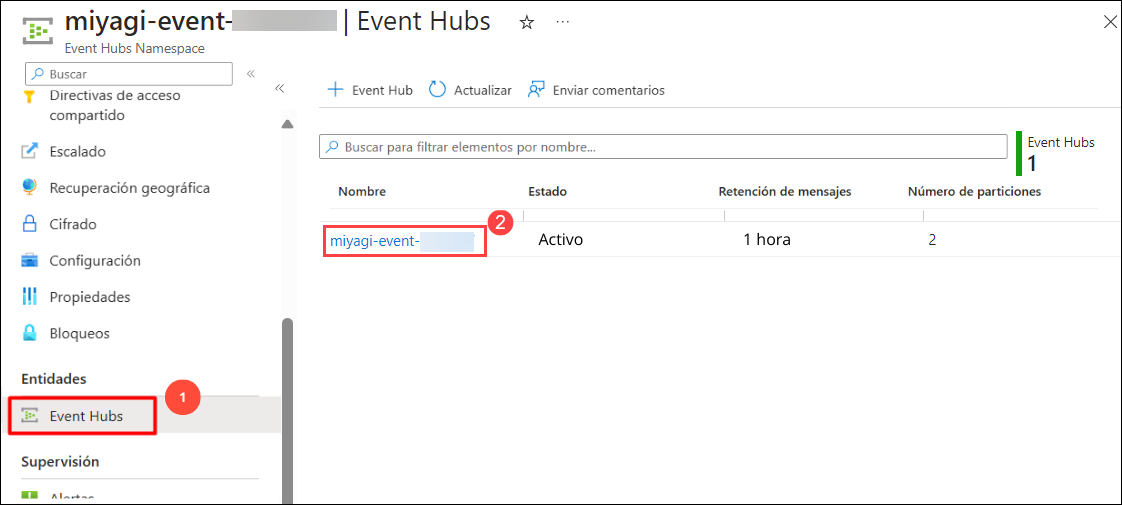 miyagi-event- | Event Hubs
Event Hubs Namespace
Buscar
Directivas de acceso
compartido
Escalado
Recuperación geográfica
Cifrado
Configuración
Propiedades
Bloqueos
Entidades
Event Hubs
1
Supervisión
Alertas
Event Hub Actualizar Enviar comentarios
Buscar para filtrar elementos por nombre...
Event Hubs
1
Nombre Estado Retención de mensajes Número de particiones
2
miyagi-event- Activo 1 hora 2